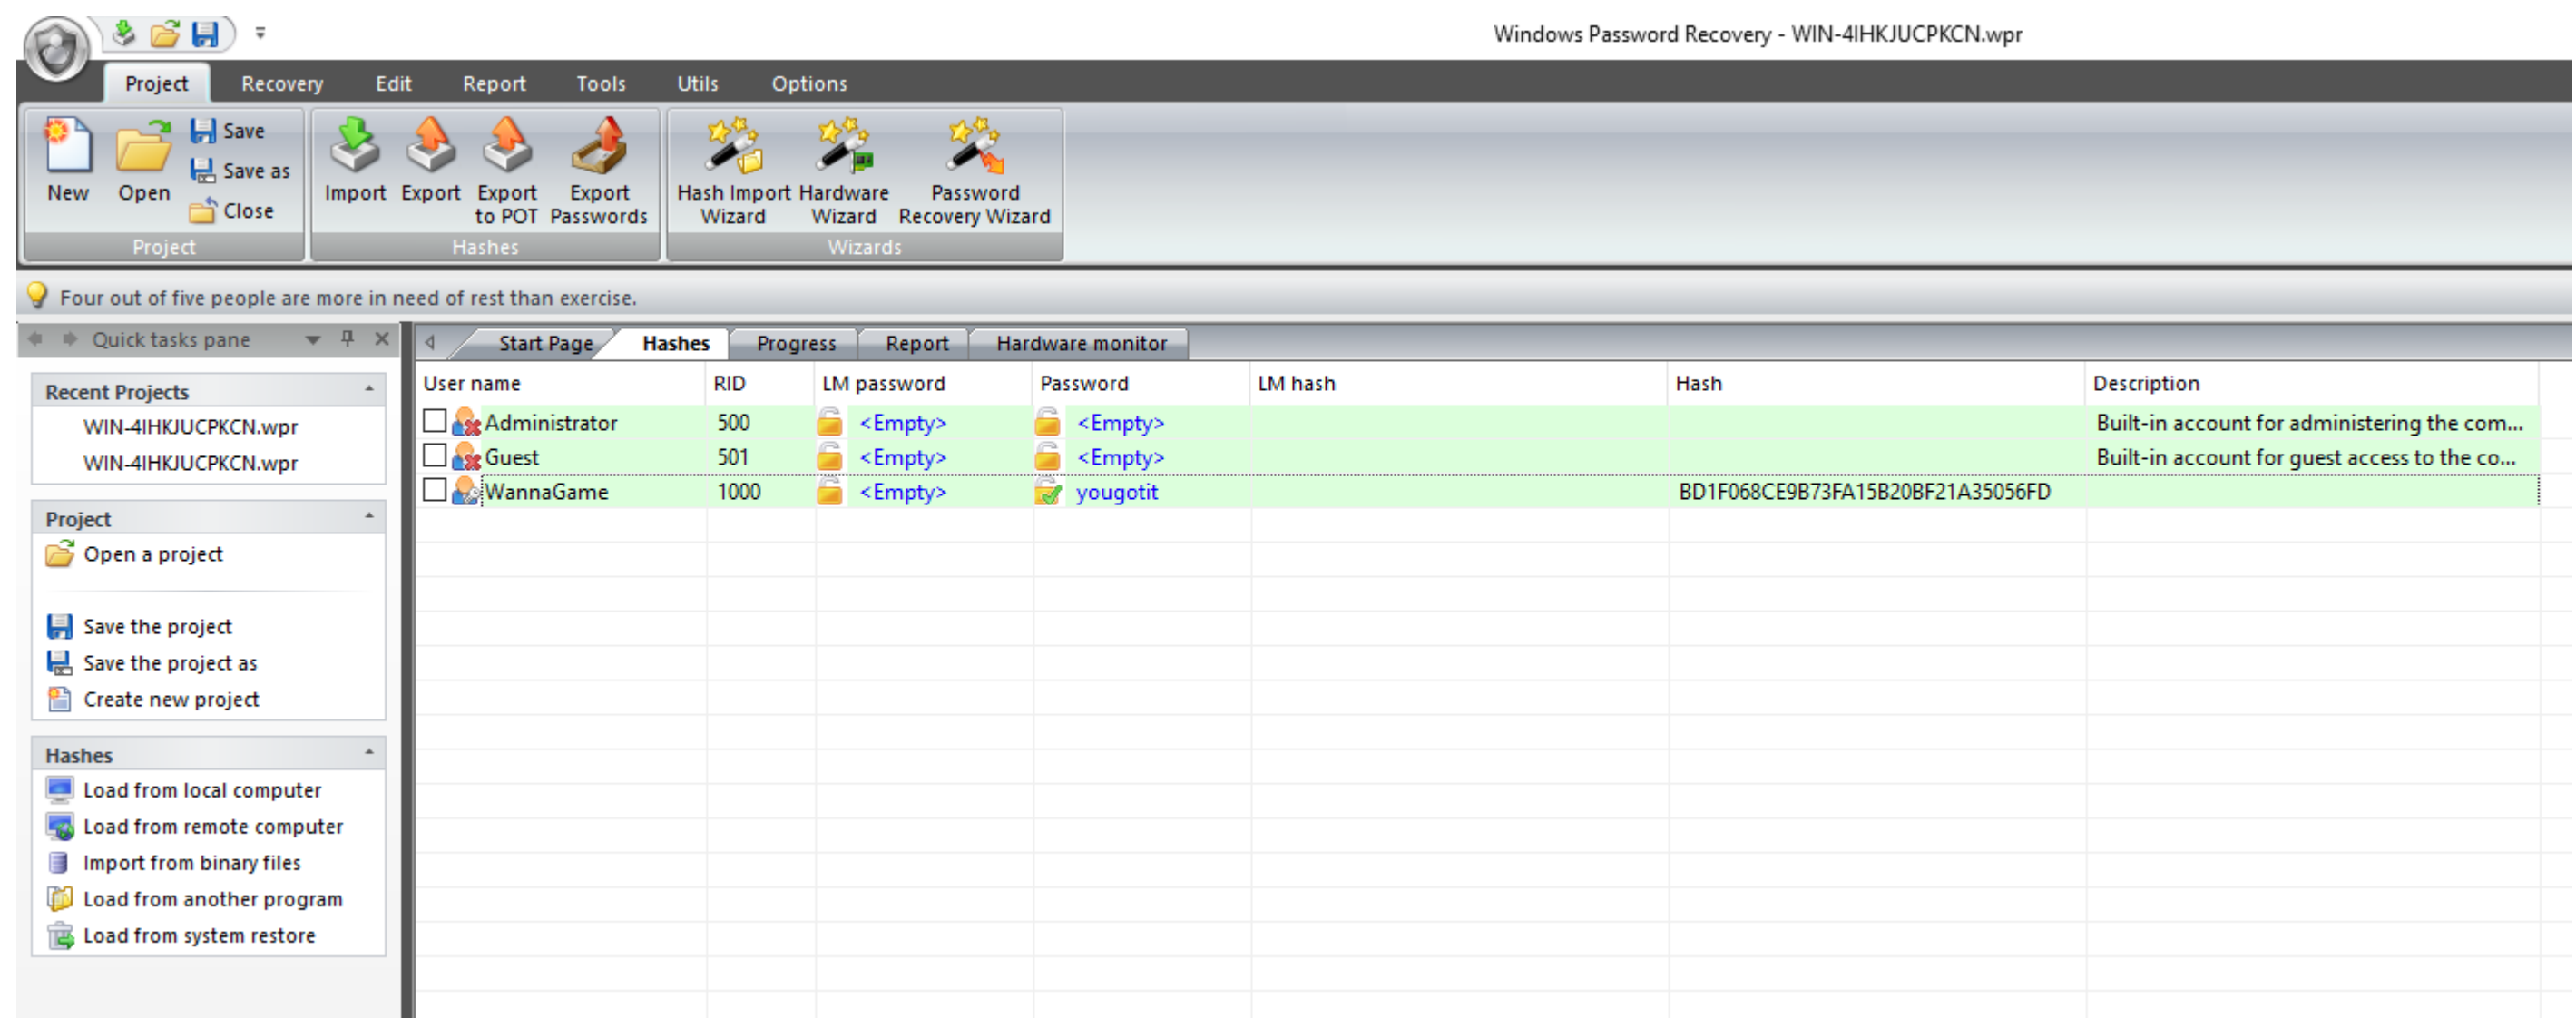 Windows Password Recovery - WIN-4IHKJUCPKCN.wpr
Project Recovery Edit Report Tools Utils Options
New
Open
Save
Save as
Close
Project
Import
Export
Export to POT
Export Passwords
Hashes
Hash Import Wizard
Hardware Wizard
Password Recovery Wizard
Wizards
Four out of five people are more in need of rest than exercise.
Quick tasks pane
Recent Projects
WIN-4IHKJUCPKCN.wpr
WIN-4IHKJUCPKCN.wpr
Project
Open a project
Save the project
Save the project as
Create new project
Hashes
Load from local computer
Load from remote computer
Import from binary files
Load from another program
Load from system restore
Start Page Hashes Progress Report Hardware monitor
User name RID LM password Password LM hash Hash Description
Administrator 500 <Empty> <Empty> Built-in account for administering the com...
Guest 501 <Empty> <Empty> Built-in account for guest access to the co...
WannaGame 1000 <Empty> yougotit BD1F068CE9B73FA15B20BF21A35056FD